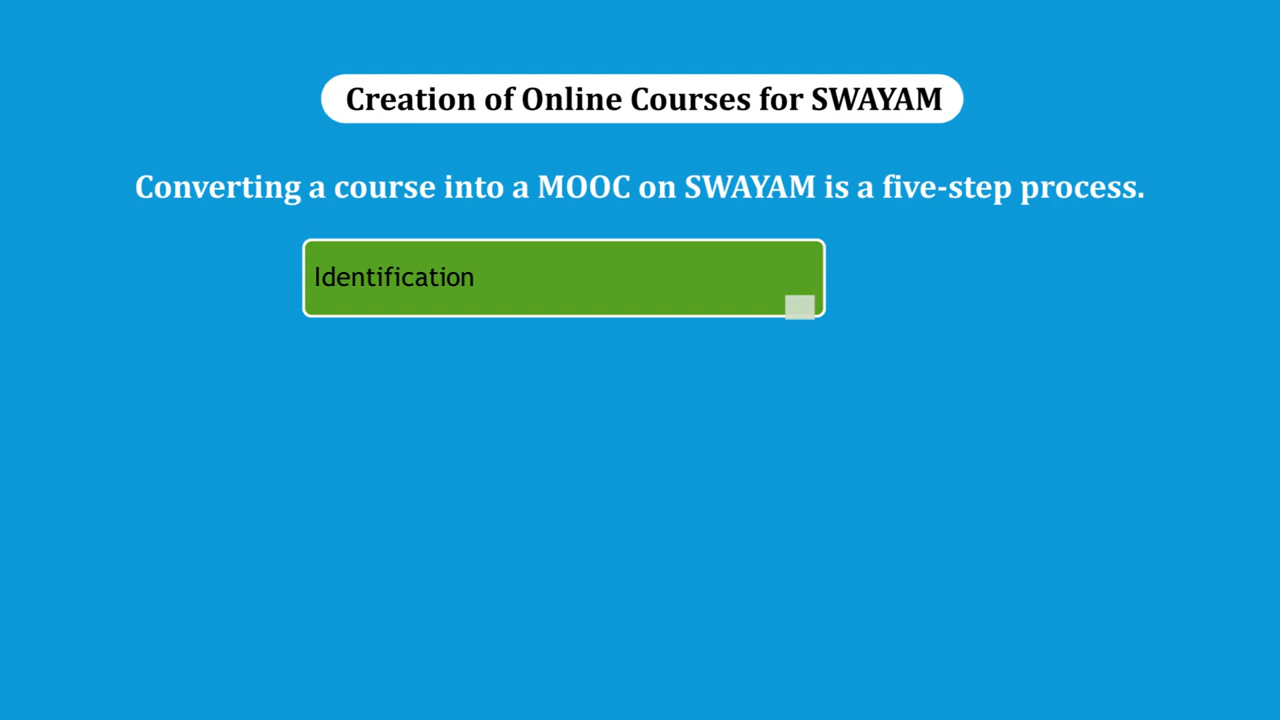 Creation of Online Courses for SWAYAM
Converting a course into a MOOC on SWAYAM is a five-step process.
Identification